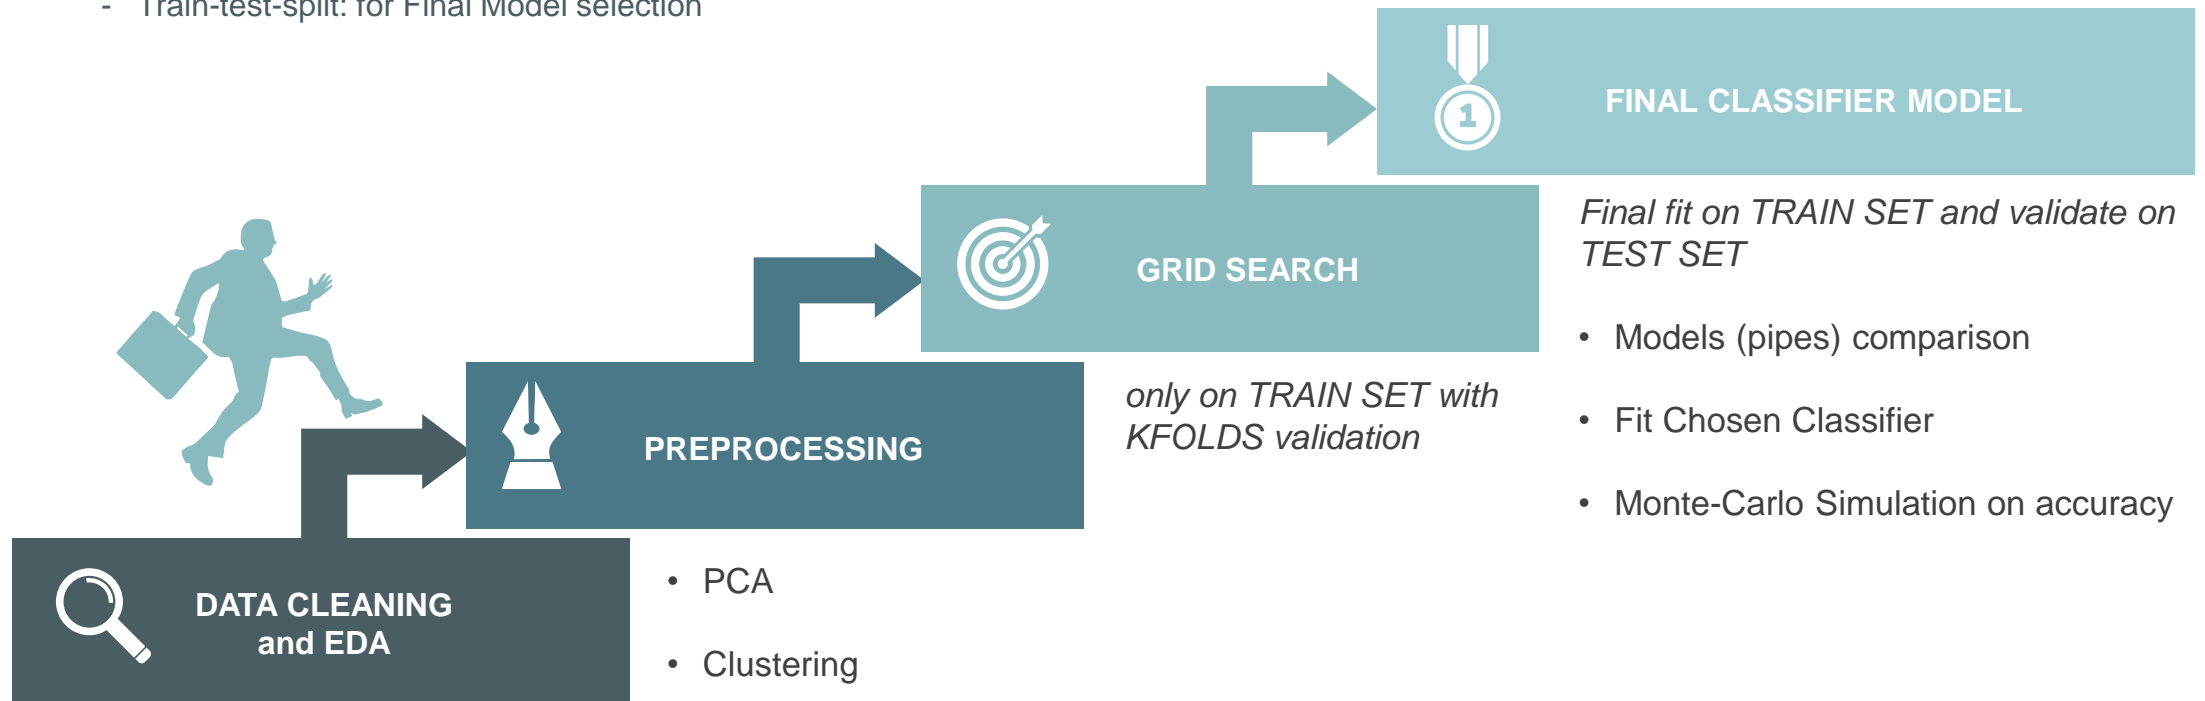 - Train-test-split: for Final Model selection
FINAL CLASSIFIER MODEL
1
Final fit on TRAIN SET and validate on
TEST SET
• Models (pipes) comparison
• Fit Chosen Classifier
• Monte-Carlo Simulation on accuracy
GRID SEARCH
only on TRAIN SET with
KFOLDS validation
PREPROCESSING
• PCA
• Clustering
DATA CLEANING
and EDA